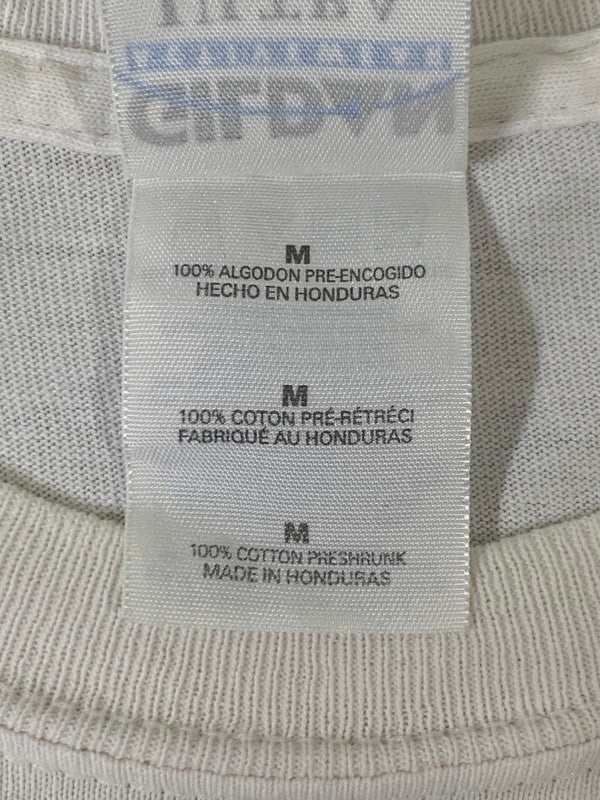 GILDAN
M
100% ALGODON PRE-ENCOGIDO
HECHO EN HONDURAS
M
100% COTON PRÉ-RÉTRÉCI
FABRIQUÉ AU HONDURAS
M
100% COTTON PRESHRUNK
MADE IN HONDURAS